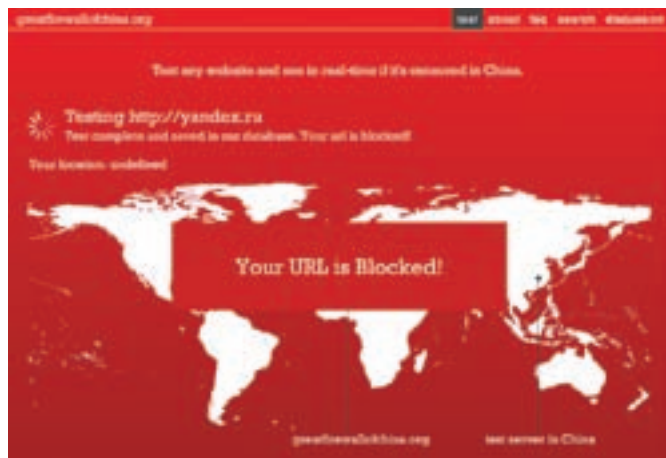 greatfirewallofchina.org
test about faq search discussion
Test any website and see in real-time if it's censored in China.
Testing http://yandex.ru
Test complete and saved in our database. Your url is blocked!
Your location: undefined
Your URL is Blocked!
greatfirewallofchina.org test server in China